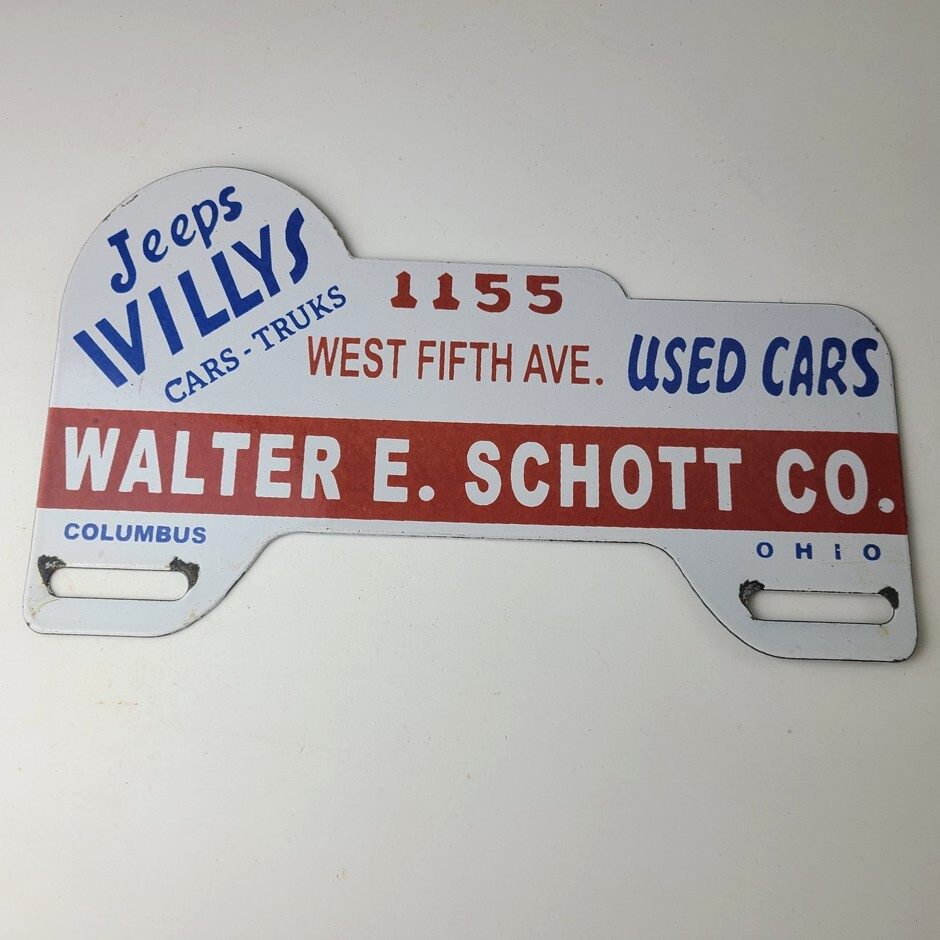 Jeeps
WILLYS
CARS - TRUKS
1155
WEST FIFTH AVE.
USED CARS
WALTER E. SCHOTT CO.
COLUMBUS
OHiO